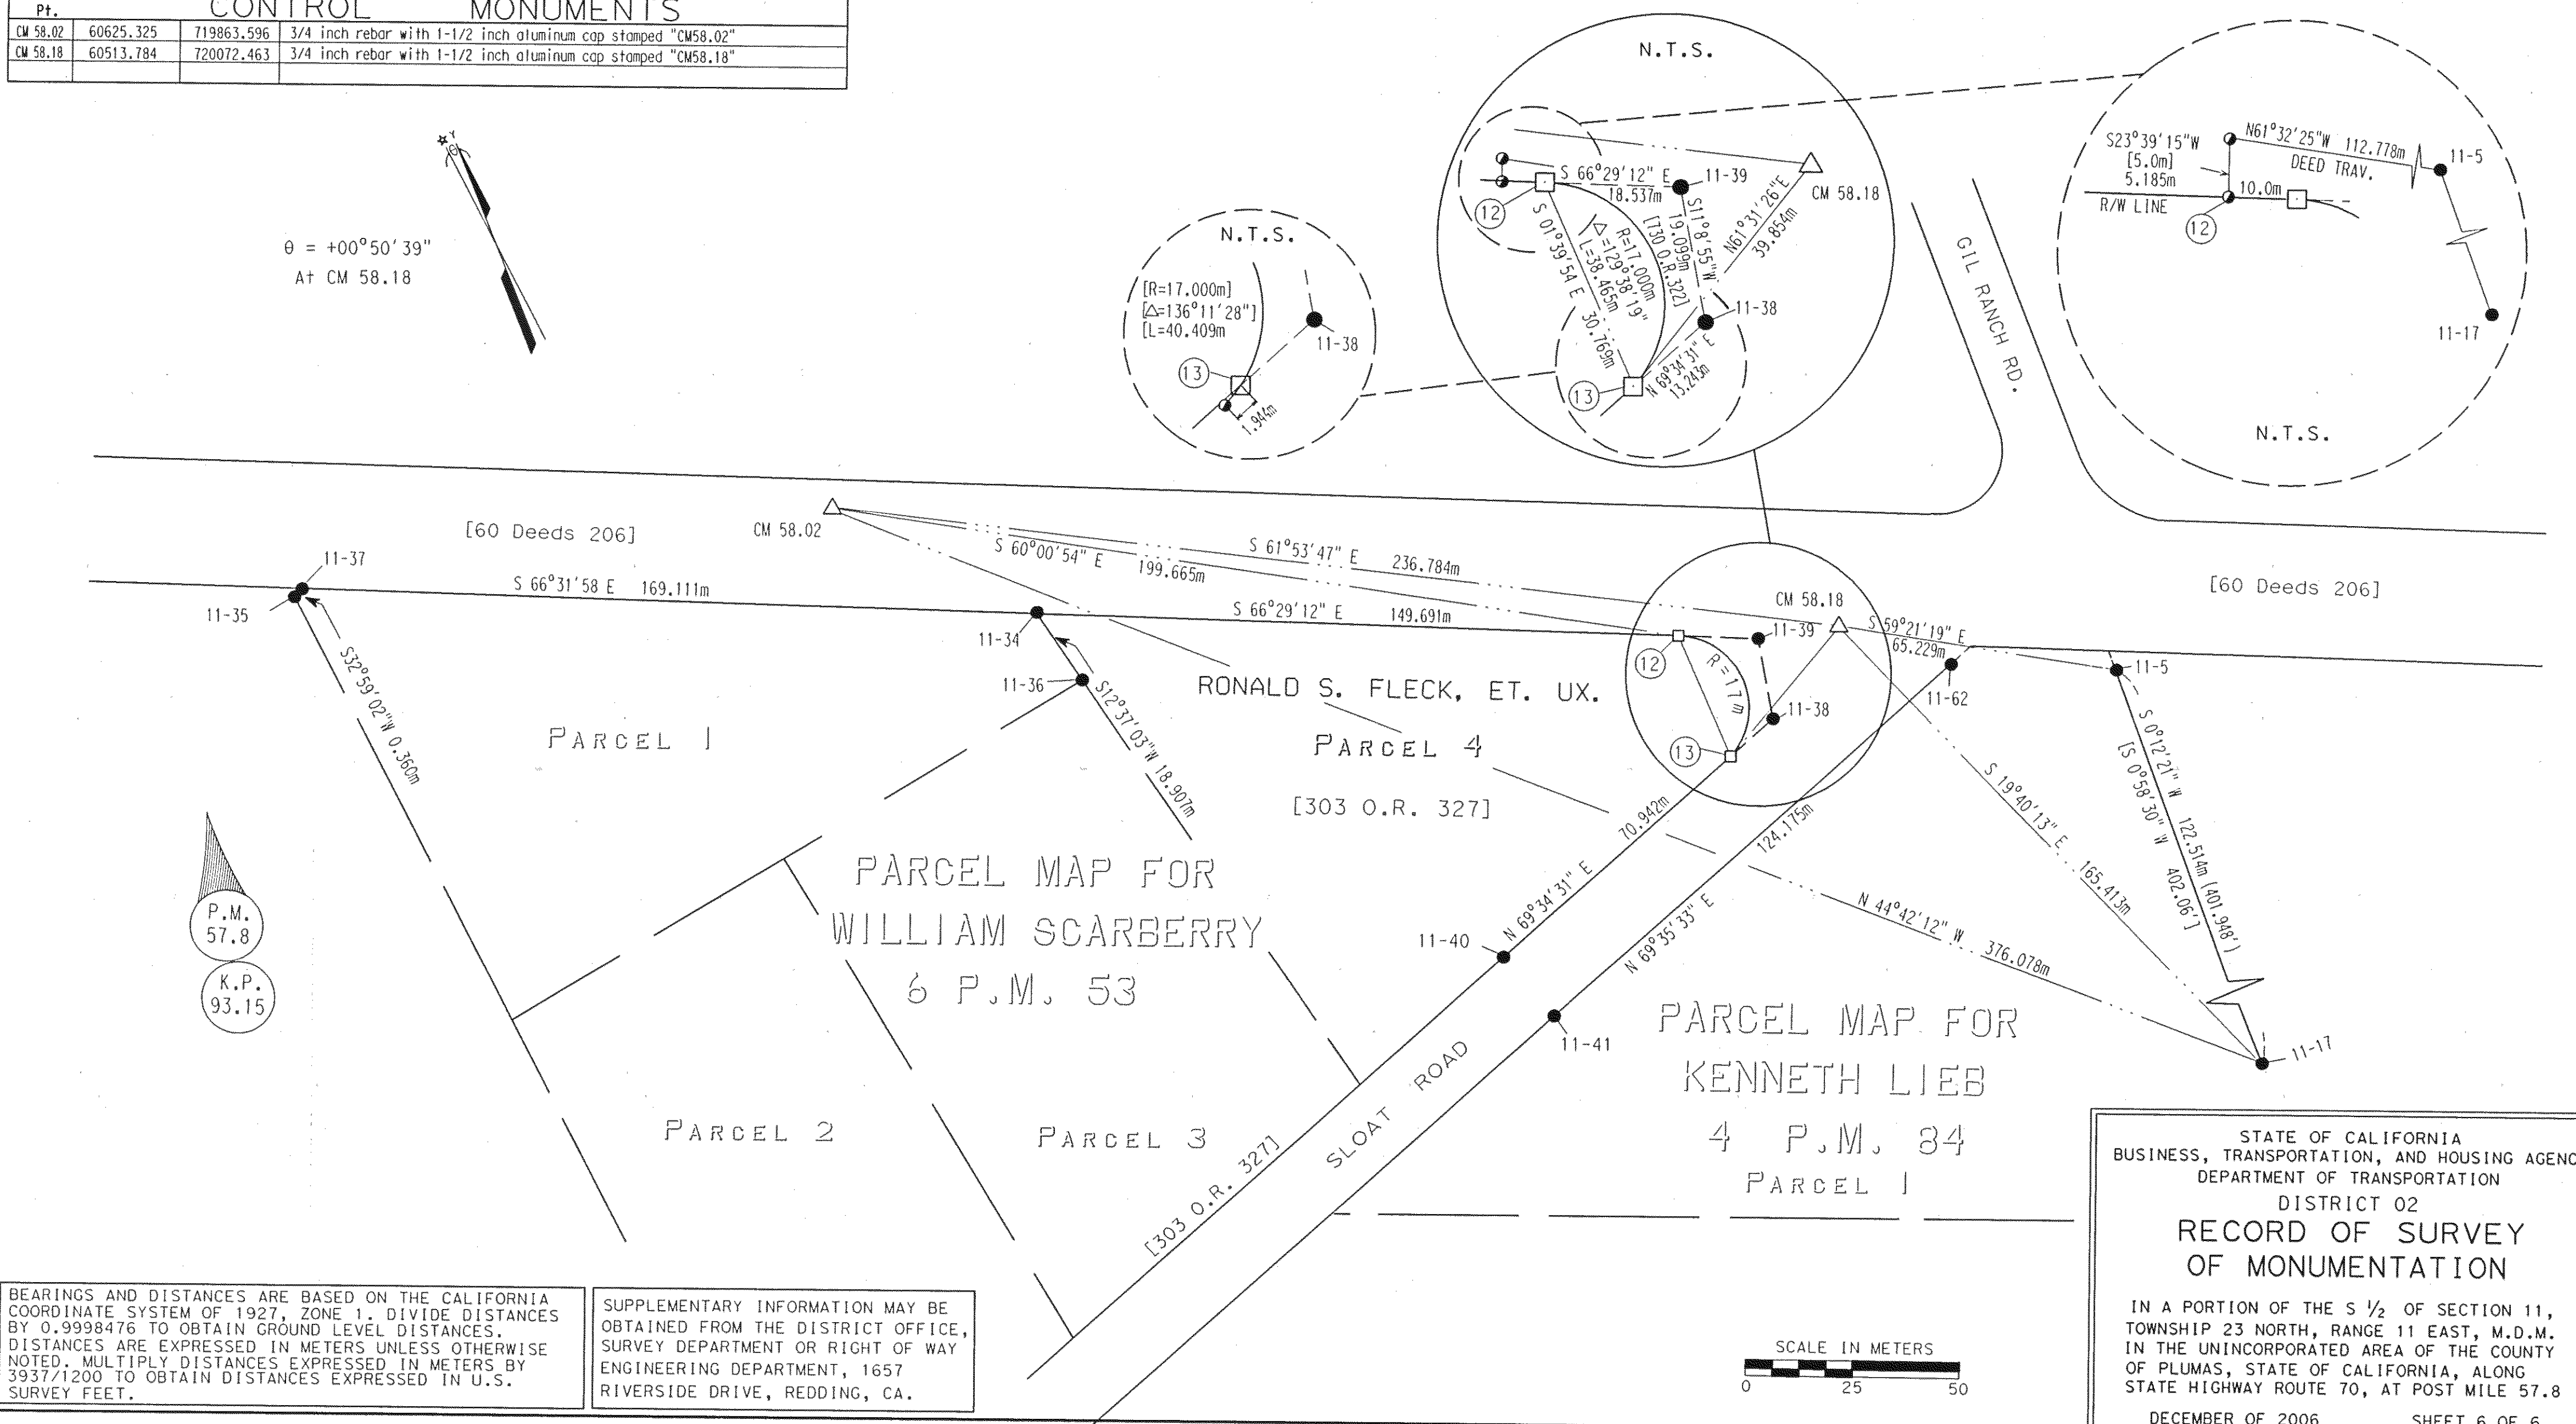 Pt.
CONTROL MONUMENTS
CM 58.02 60625.325 719863.596 3/4 inch rebar with 1-1/2 inch aluminum cap stamped "CM58.02"
CM 58.18 60513.784 720072.463 3/4 inch rebar with 1-1/2 inch aluminum cap stamped "CM58.18"
Y
θ
θ = +00°50'39"
At CM 58.18
N.T.S.
[R=17.000m]
[△=136°11'28"]
[L=40.409m
11-38
13
1.944m
N.T.S.
S 66°29'12" E
18.537m
11-39
CM 58.18
12
S 01°39'54 E 30.769m
R=17.000m
△=129°38'19"
L=38.465m
[730 O.R.322]
S11°8'55"W
19.099m
N61°31'26"E
39.854m
11-38
N 69°34'31" E
13.243m
13
GIL RANCH RD.
S23°39'15"W
[5.0m]
5.185m
N61°32'25"W 112.778m
DEED TRAV.
11-5
R/W LINE
10.0m
12
11-17
N.T.S.
[60 Deeds 206]
CM 58.02
S 60°00'54" E 199.665m
S 61°53'47" E 236.784m
[60 Deeds 206]
11-37
11-35
S 66°31'58 E 169.111m
11-34
S 66°29'12" E 149.691m
CM 58.18
11-39
S 59°21'19" E
65.229m
11-5
12
R=17m
11-38
11-62
13
11-36
S32°59'02"W 0.360m
S12°37'03"W 18.907m
RONALD S. FLECK, ET. UX.
PARCEL 1
PARCEL 4
[303 O.R. 327]
S 0°12'21" W 122.514m (401.948')
[S 0°58'30" W 402.06']
S 19°40'13" E 165.413m
N 44°42'12" W 376.078m
N 69°34'31" E 70.942m
N 69°35'33" E 124.175m
P.M.
57.8
K.P.
93.15
PARCEL MAP FOR
WILLIAM SCARBERRY
6 P.M. 53
11-40
11-41
11-17
PARCEL MAP FOR
KENNETH LIEB
4 P.M. 84
PARCEL 1
PARCEL 2
PARCEL 3
[303 O.R. 327]
SLOAT ROAD
BEARINGS AND DISTANCES ARE BASED ON THE CALIFORNIA
COORDINATE SYSTEM OF 1927, ZONE 1. DIVIDE DISTANCES
BY 0.9998476 TO OBTAIN GROUND LEVEL DISTANCES.
DISTANCES ARE EXPRESSED IN METERS UNLESS OTHERWISE
NOTED. MULTIPLY DISTANCES EXPRESSED IN METERS BY
3937/1200 TO OBTAIN DISTANCES EXPRESSED IN U.S.
SURVEY FEET.
SUPPLEMENTARY INFORMATION MAY BE
OBTAINED FROM THE DISTRICT OFFICE,
SURVEY DEPARTMENT OR RIGHT OF WAY
ENGINEERING DEPARTMENT, 1657
RIVERSIDE DRIVE, REDDING, CA.
SCALE IN METERS
0 25 50
STATE OF CALIFORNIA
BUSINESS, TRANSPORTATION, AND HOUSING AGENC
DEPARTMENT OF TRANSPORTATION
DISTRICT 02
RECORD OF SURVEY
OF MONUMENTATION
IN A PORTION OF THE S 1/2 OF SECTION 11,
TOWNSHIP 23 NORTH, RANGE 11 EAST, M.D.M.
IN THE UNINCORPORATED AREA OF THE COUNTY
OF PLUMAS, STATE OF CALIFORNIA, ALONG
STATE HIGHWAY ROUTE 70, AT POST MILE 57.8
DECEMBER OF 2006 SHEET 6 OF 6